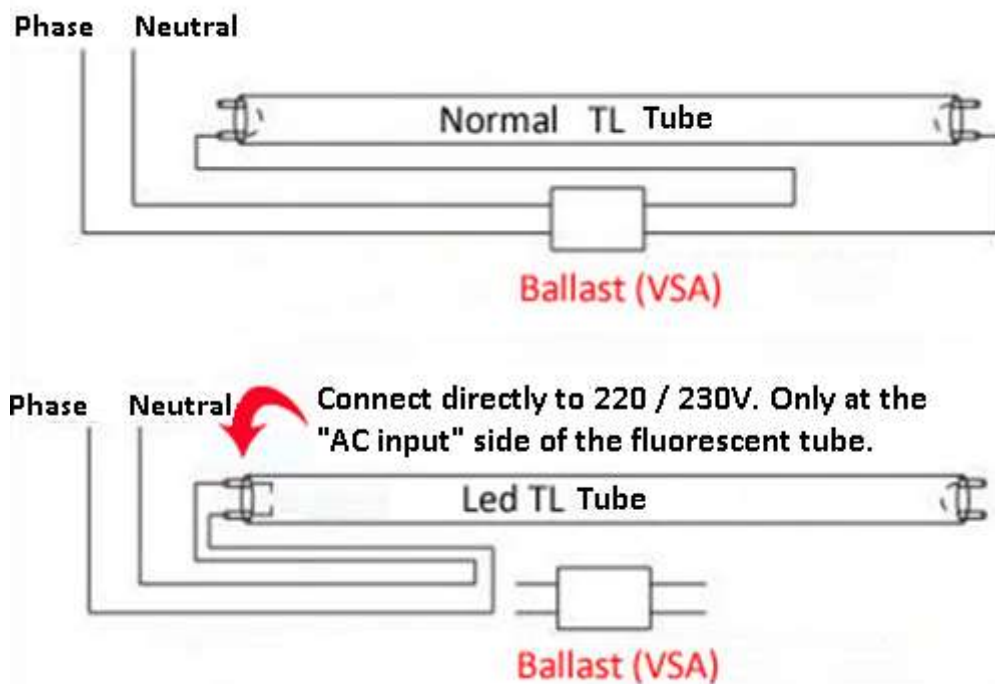 Phase Neutral
Normal TL Tube
Ballast (VSA)
Phase Neutral
Connect directly to 220 / 230V. Only at the
"AC input" side of the fluorescent tube.
Led TL Tube
Ballast (VSA)